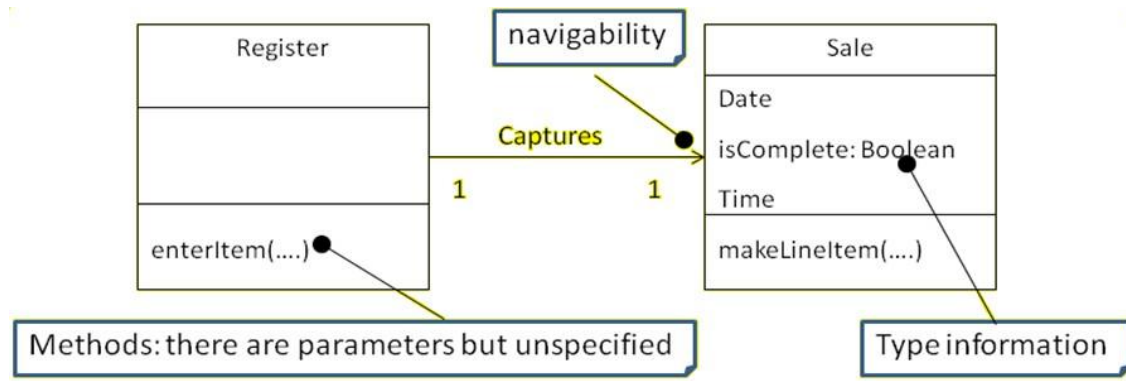 Register
navigability
Sale
Date
Captures
isComplete: Boolean
1 1
Time
enterItem(....)
makeLineItem(....)
Methods: there are parameters but unspecified
Type information